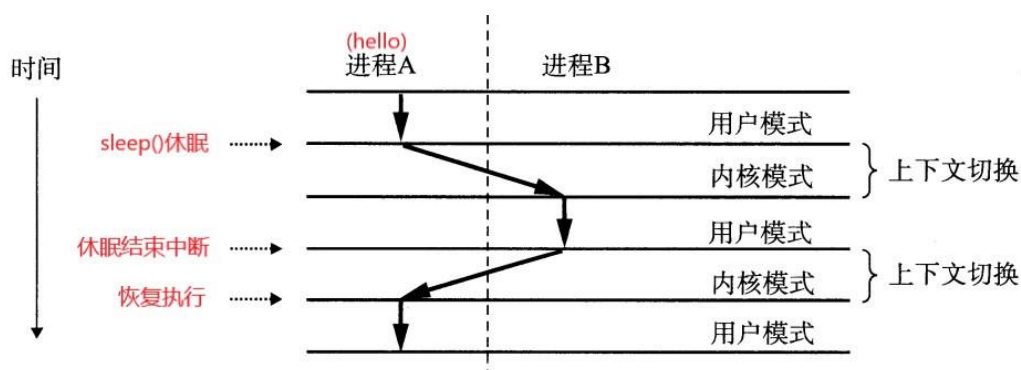 (hello)
时间
进程A
进程B
用户模式
sleep()休眠
内核模式
上下文切换
用户模式
休眠结束中断
内核模式
上下文切换
恢复执行
用户模式